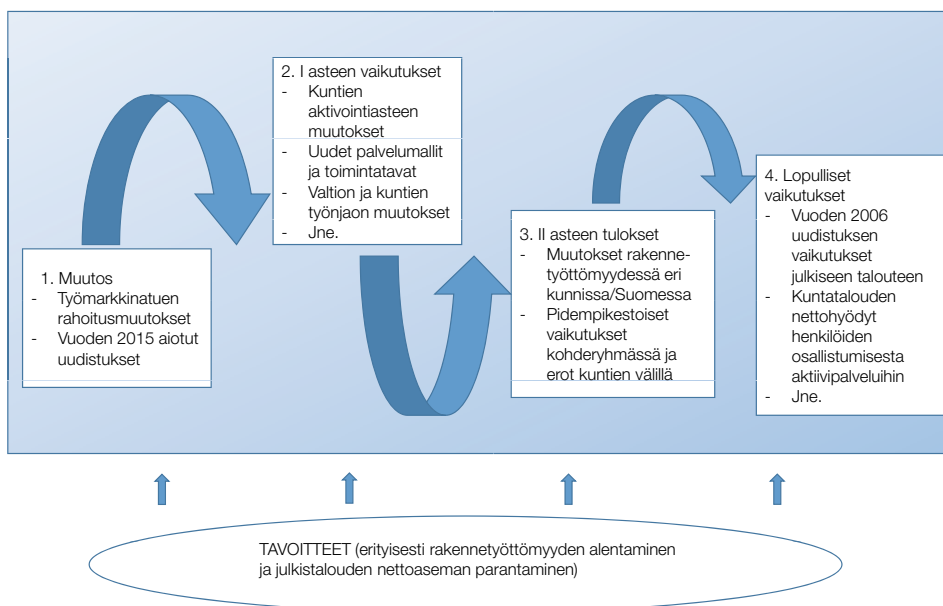 1. Muutos
- Työmarkkinatuen
rahoitusmuutokset
- Vuoden 2015 aiotut
uudistukset
2. I asteen vaikutukset
- Kuntien
aktivointiasteen
muutokset
- Uudet palvelumallit
ja toimintatavat
- Valtion ja kuntien
työnjaon muutokset
- Jne.
3. II asteen tulokset
- Muutokset rakenne-
työttömyydessä eri
kunnissa/Suomessa
- Pidempikestoiset
vaikutukset
kohderyhmässä ja
erot kuntien välillä
4. Lopulliset
vaikutukset
- Vuoden 2006
uudistuksen
vaikutukset
julkiseen talouteen
- Kuntatalouden
nettohyödyt
henkilöiden
osallistumisesta
aktiivipalveluihin
- Jne.
TAVOITTEET (erityisesti rakennetyöttömyyden alentaminen
ja julkistalouden nettoaseman parantaminen)